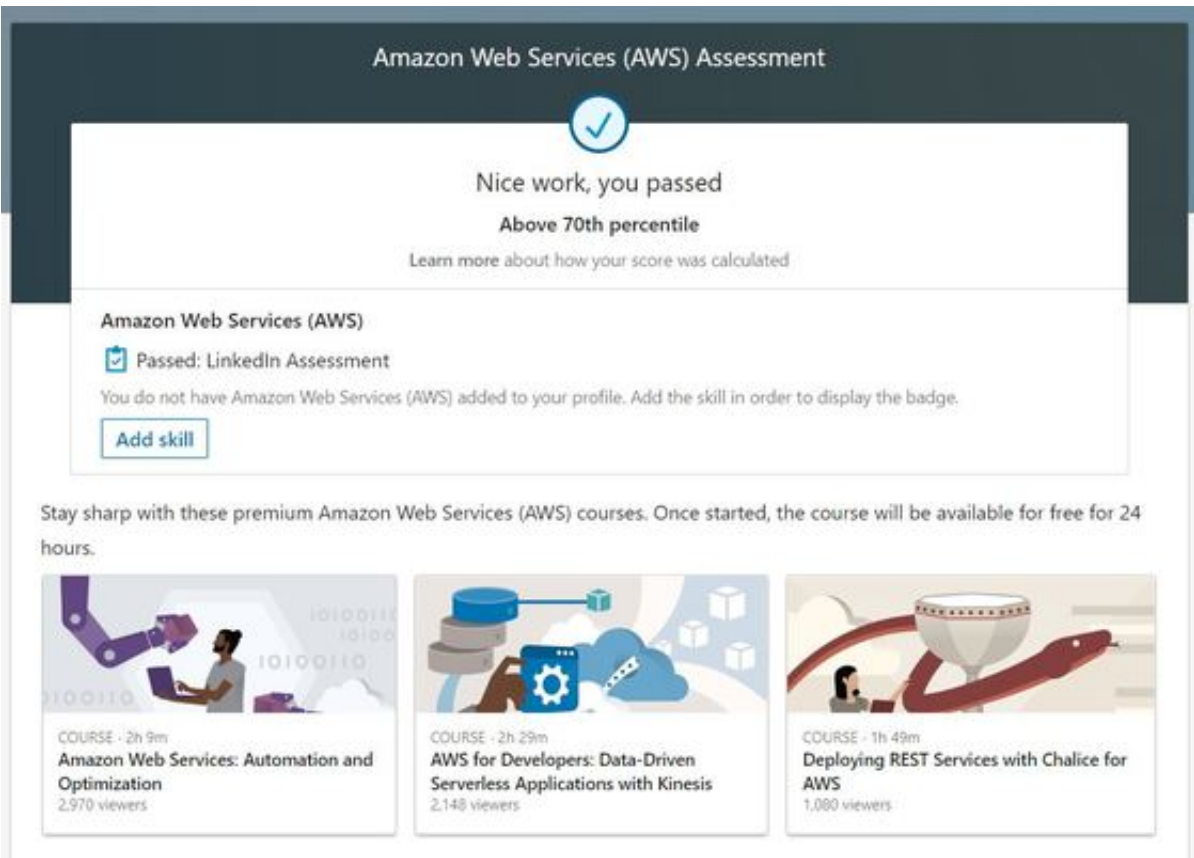 Amazon Web Services (AWS) Assessment
Nice work, you passed
Above 70th percentile
Learn more about how your score was calculated
Amazon Web Services (AWS)
Passed: LinkedIn Assessment
You do not have Amazon Web Services (AWS) added to your profile. Add the skill in order to display the badge.
Add skill
Stay sharp with these premium Amazon Web Services (AWS) courses. Once started, the course will be available for free for 24
hours.
10100110
10100
10100110
10100110
COURSE · 2h 9m
Amazon Web Services: Automation and
Optimization
2,970 viewers
COURSE · 2h 29m
AWS for Developers: Data-Driven
Serverless Applications with Kinesis
2,148 viewers
COURSE · 1h 49m
Deploying REST Services with Chalice for
AWS
1,080 viewers